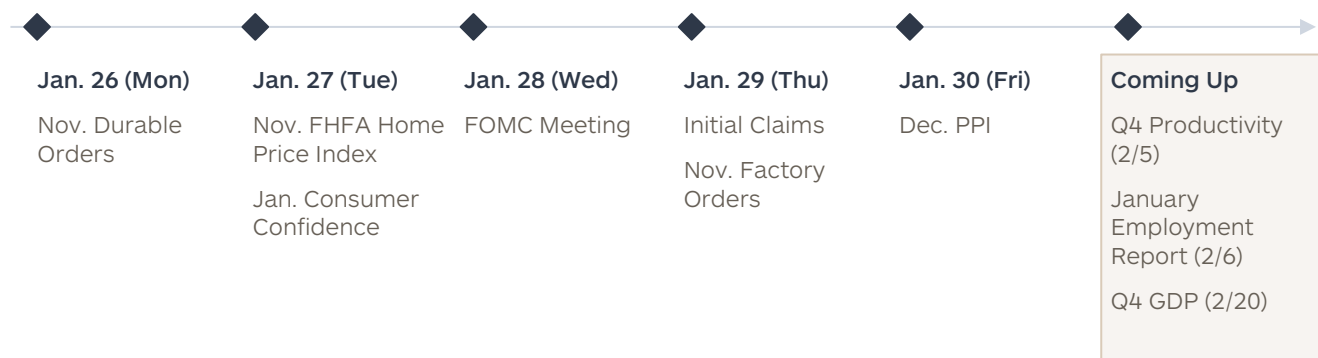 Jan. 26 (Mon)
Nov. Durable
Orders
Jan. 27 (Tue)
Nov. FHFA Home
Price Index
Jan. Consumer
Confidence
Jan. 28 (Wed)
FOMC Meeting
Jan. 29 (Thu)
Initial Claims
Nov. Factory
Orders
Jan. 30 (Fri)
Dec. PPI
Coming Up
Q4 Productivity
(2/5)
January
Employment
Report (2/6)
Q4 GDP (2/20)